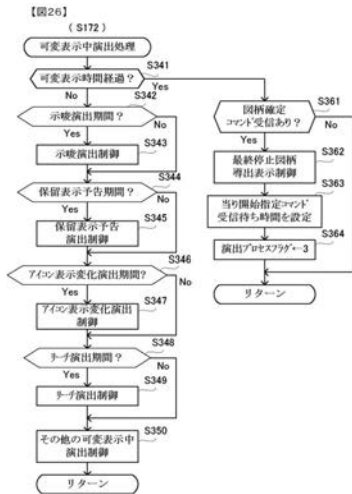 【図26】
(S172)
可変表示中演出処理
S341
可変表示時間経過？
Yes
No
S342
示唆演出期間？
No
Yes
S343
示唆演出制御
S344
保留表示予告期間？
No
Yes
S345
保留表示予告
演出制御
S346
アイコン表示変化演出期間？
No
Yes
S347
アイコン表示変化演出
制御
S348
リーチ演出期間？
No
Yes
S349
リーチ演出制御
S350
その他の可変表示中
演出制御
リターン
S361
図柄確定
コマンド受信あり？
No
Yes
S362
最終停止図柄
導出表示制御
S363
当り開始指定コマンド
受信待ち時間を設定
S364
演出プロセスフラグ←3
リターン